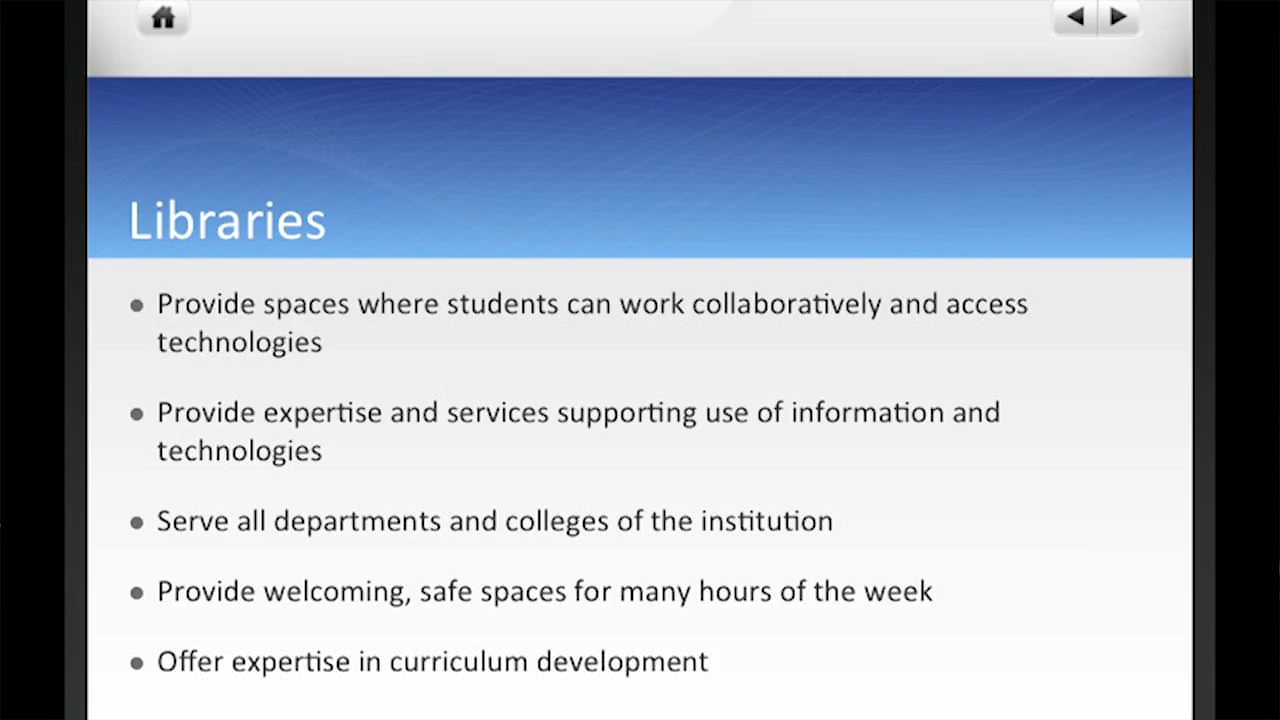 Libraries
• Provide spaces where students can work collaboratively and access
technologies
• Provide expertise and services supporting use of information and
technologies
• Serve all departments and colleges of the institution
• Provide welcoming, safe spaces for many hours of the week
• Offer expertise in curriculum development